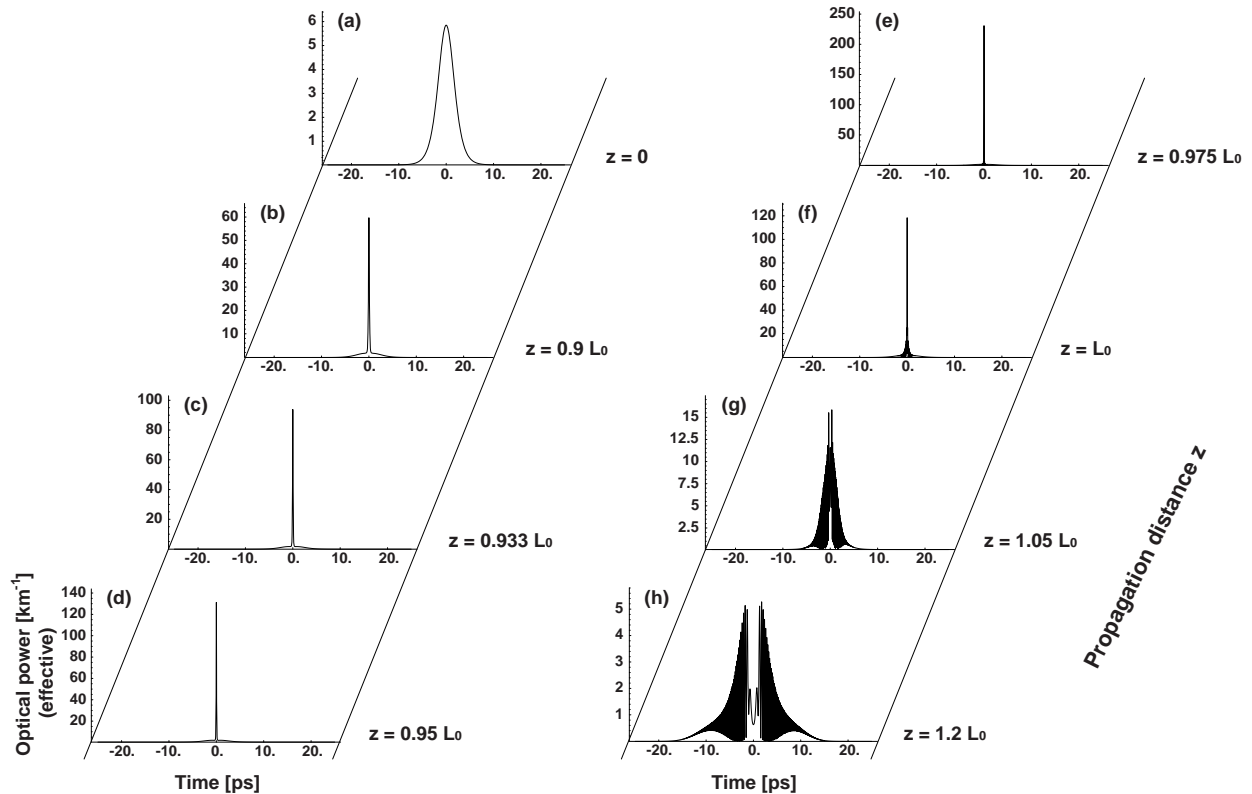 (a)
6
5
4
3
2
1
-20. -10. 0. 10. 20.
z = 0
(b)
60
50
40
30
20
10
-20. -10. 0. 10. 20.
z = 0.9 L₀
(c)
100
80
60
40
20
-20. -10. 0. 10. 20.
z = 0.933 L₀
(d)
140
120
100
80
60
40
20
-20. -10. 0. 10. 20.
z = 0.95 L₀
Optical power [km⁻¹]
(effective)
Time [ps]
(e)
250
200
150
100
50
-20. -10. 0. 10. 20.
z = 0.975 L₀
(f)
120
100
80
60
40
20
-20. -10. 0. 10. 20.
z = L₀
(g)
15
12.5
10
7.5
5
2.5
-20. -10. 0. 10. 20.
z = 1.05 L₀
(h)
5
4
3
2
1
-20. -10. 0. 10. 20.
z = 1.2 L₀
Time [ps]
Propagation distance z